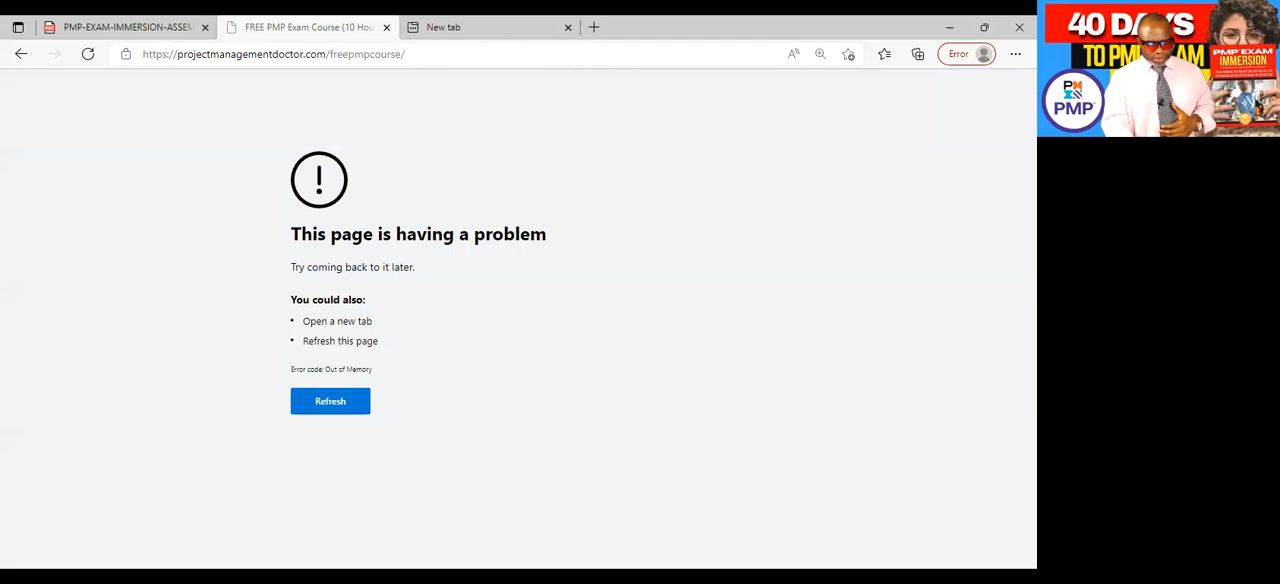 PMP-EXAM-IMMERSION-ASSEM
FREE PMP Exam Course (10 Hou
New tab
https://projectmanagementdoctor.com/freepmpcourse/
Error
This page is having a problem
Try coming back to it later.
You could also:
• Open a new tab
• Refresh this page
Error code: Out of Memory
Refresh
40 DAYS
TO PM EXAM
PMP
PMP EXAM
IMMERSION